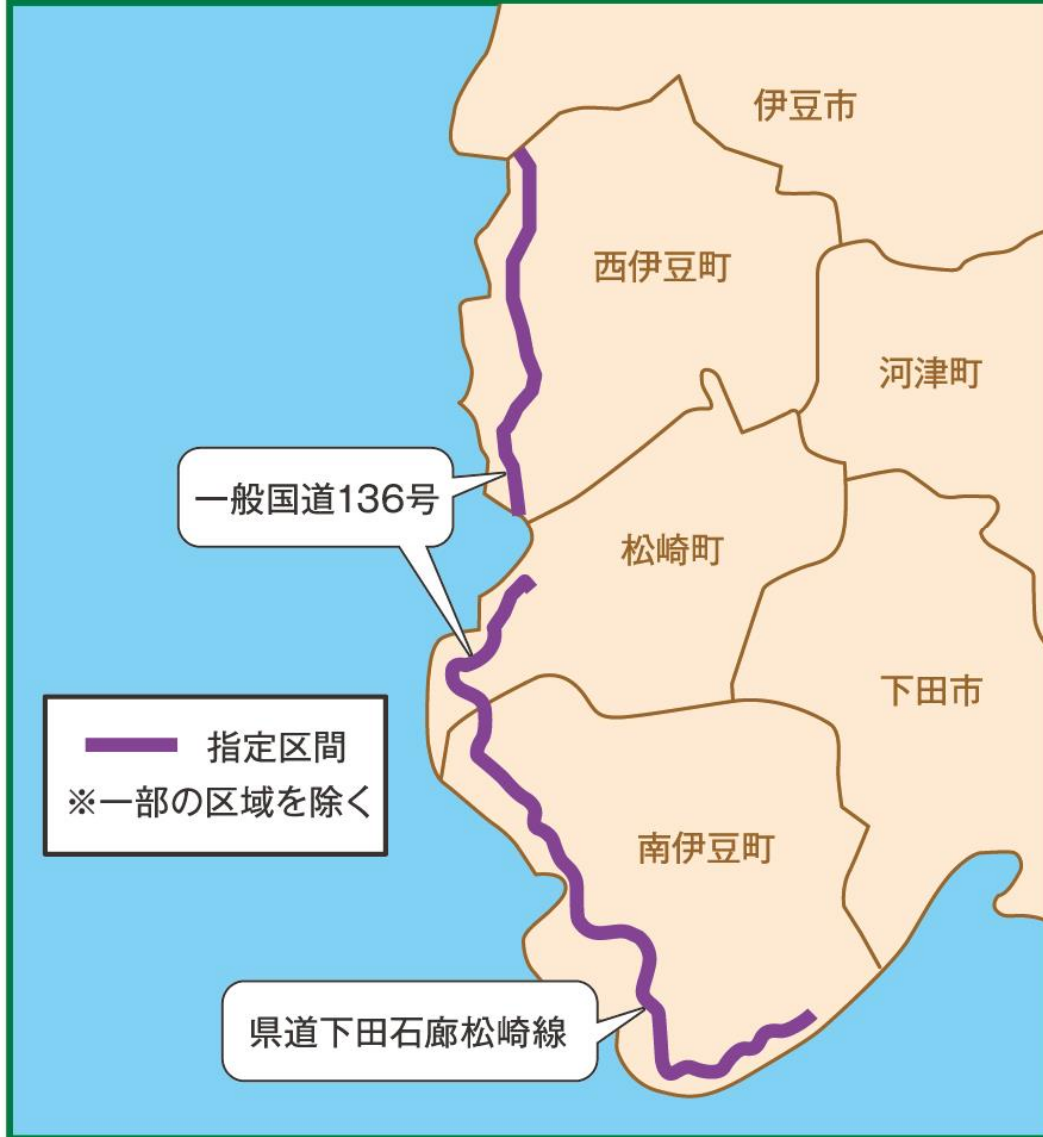 伊豆市
西伊豆町
河津町
一般国道136号
松崎町
下田市
指定区間
※一部の区域を除く
南伊豆町
県道下田石廊松崎線